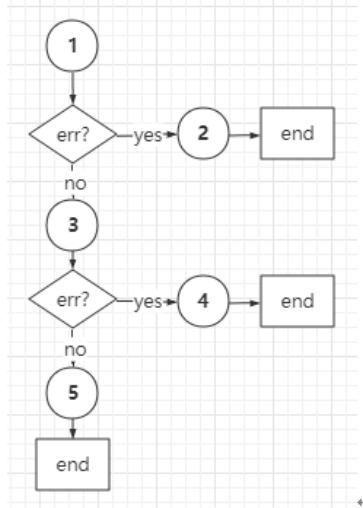 1
err?
yes
2
end
no
3
err?
yes
4
end
no
5
end